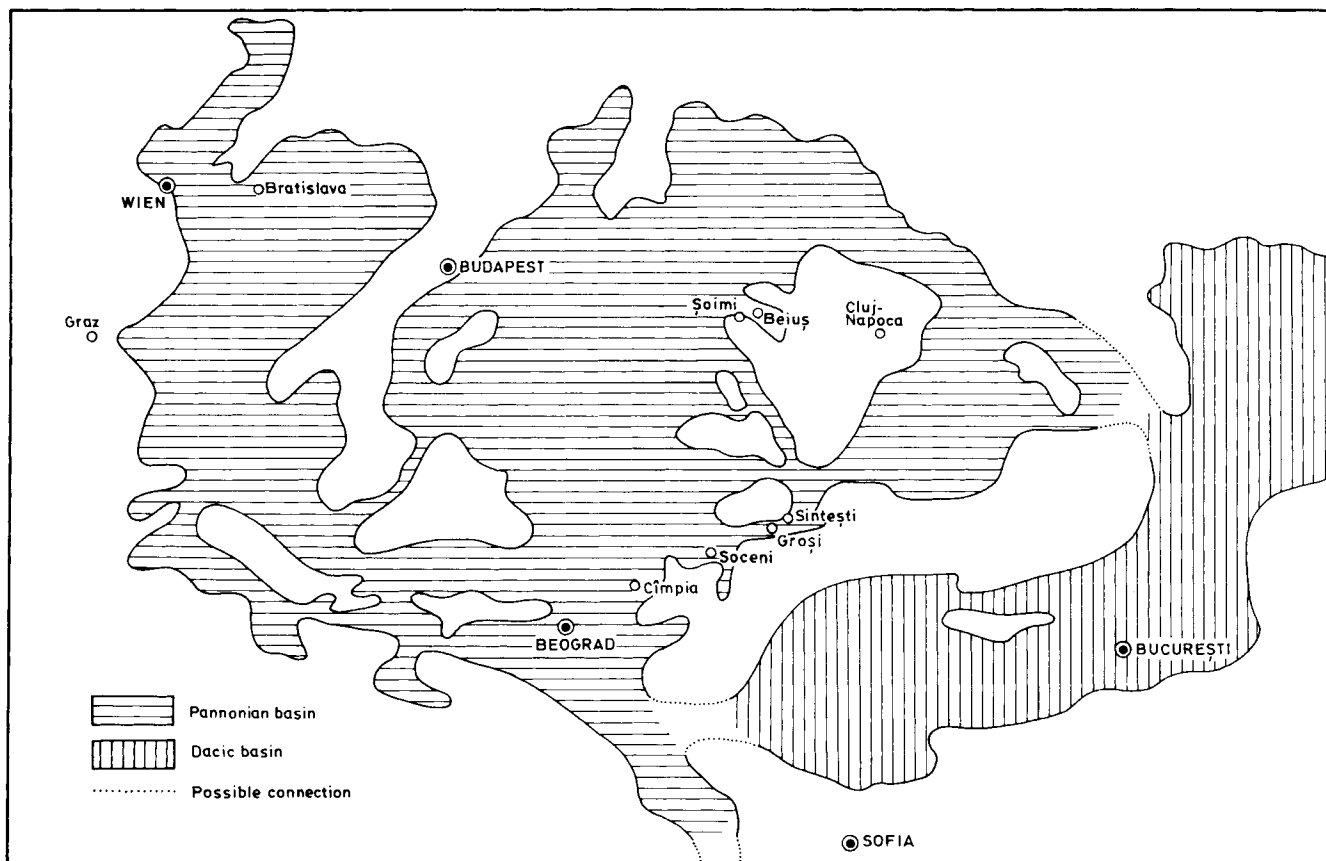 WIEN
Bratislava
BUDAPEST
Graz
Șoimi
Beiuș
Cluj-
Napoca
Sintești
Groși
Soceni
Cîmpia
BEOGRAD
BUCUREȘTI
Pannonian basin
Dacic basin
Possible connection
SOFIA